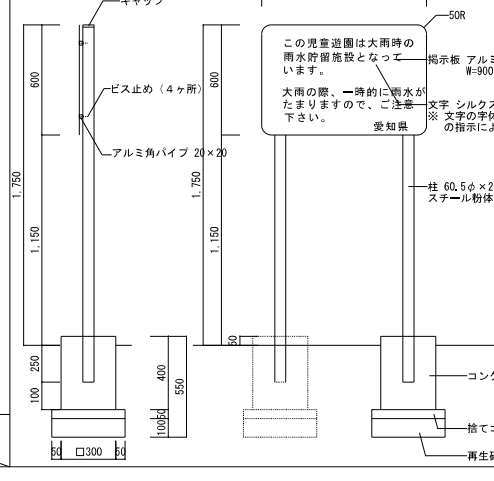 キャップ
50R
この児童遊園は大雨時の
雨水貯留施設となって
います。
大雨の際、一時的に雨水が
たまりますので、ご注意
下さい。
愛知県
掲示板 アルミ
W=900
文字 シルクス
※ 文字の字体
の指示によ
600
ビス止め（4ヶ所）
アルミ角パイプ 20×20
600
1,750
1,150
1,750
1,150
柱 60.5φ×2
スチール粉体
50
250
100
400
550
100
50
コンク
捨てコ
再生砕
50
□300
50